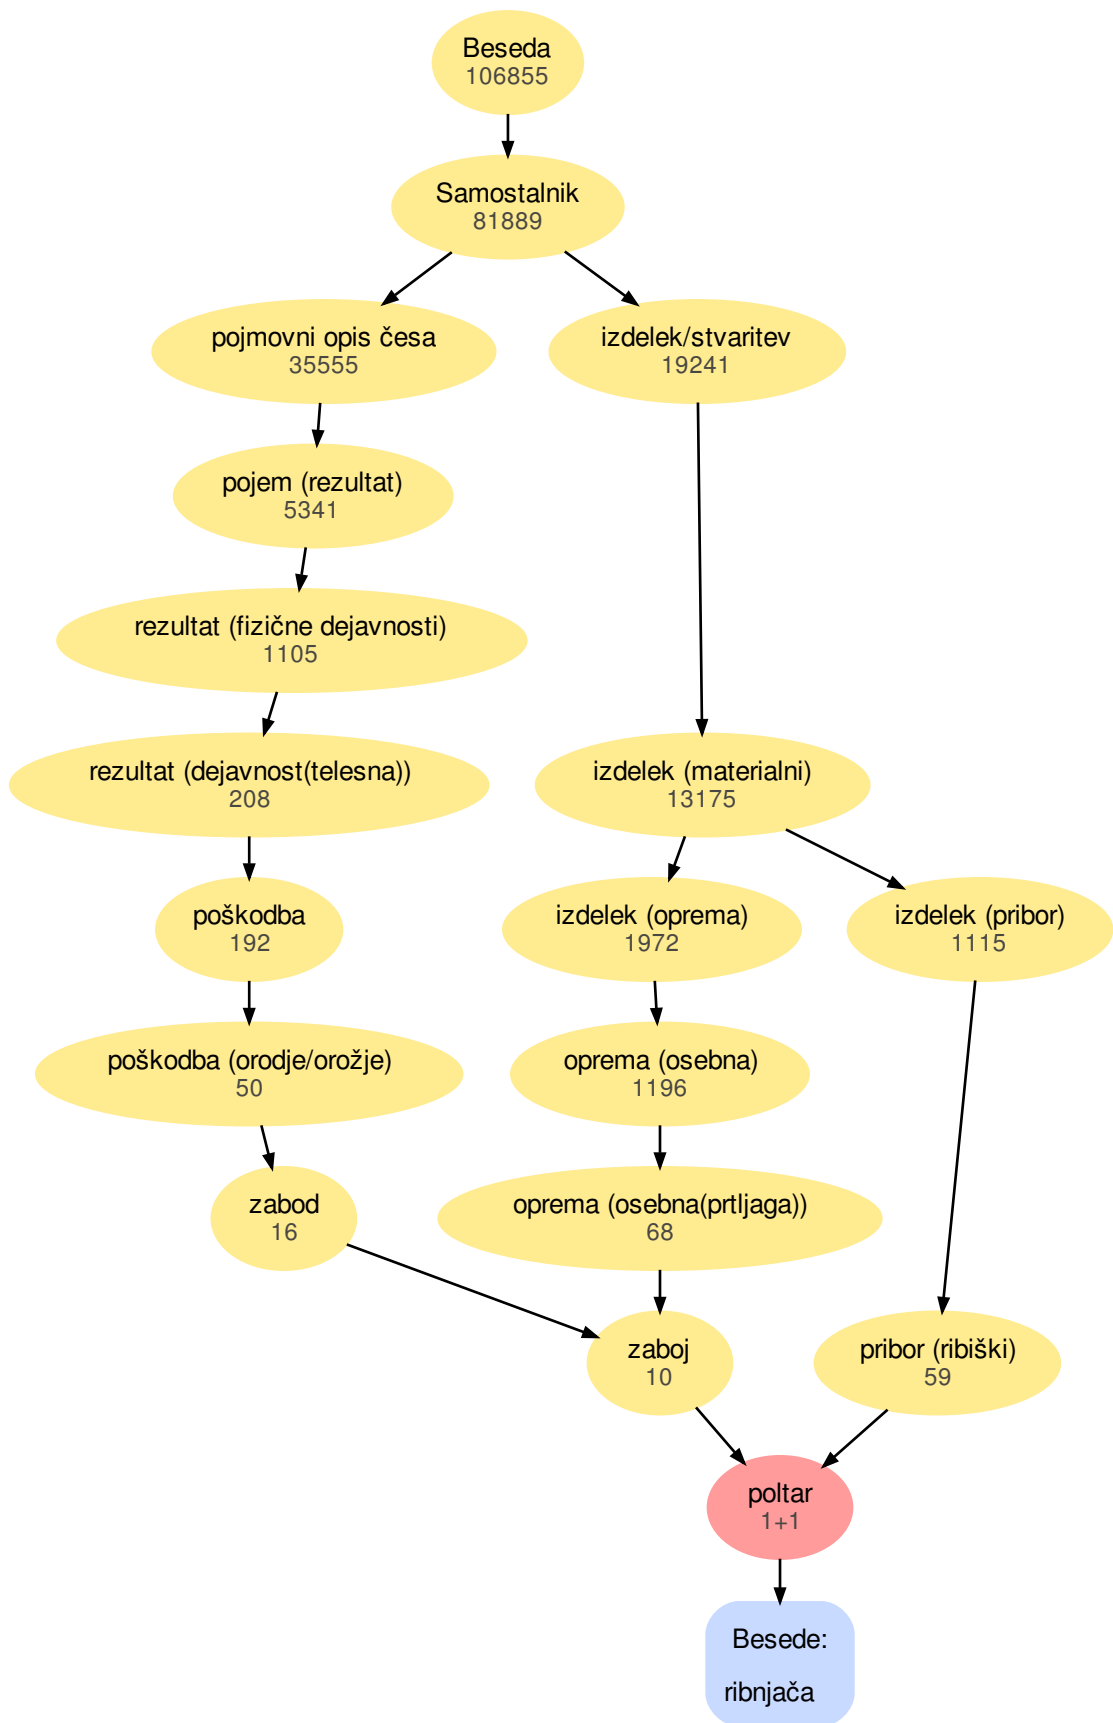 Beseda
106855
Samostalnik
81889
pojmovni opis česa
35555
izdelek/stvaritev
19241
pojem (rezultat)
5341
rezultat (fizične dejavnosti)
1105
rezultat (dejavnost(telesna))
208
izdelek (materialni)
13175
poškodba
192
izdelek (oprema)
1972
izdelek (pribor)
1115
poškodba (orodje/orožje)
50
oprema (osebna)
1196
zabod
16
oprema (osebna(prtljaga))
68
zaboj
10
pribor (ribiški)
59
poltar
1+1
Besede:
ribnjača